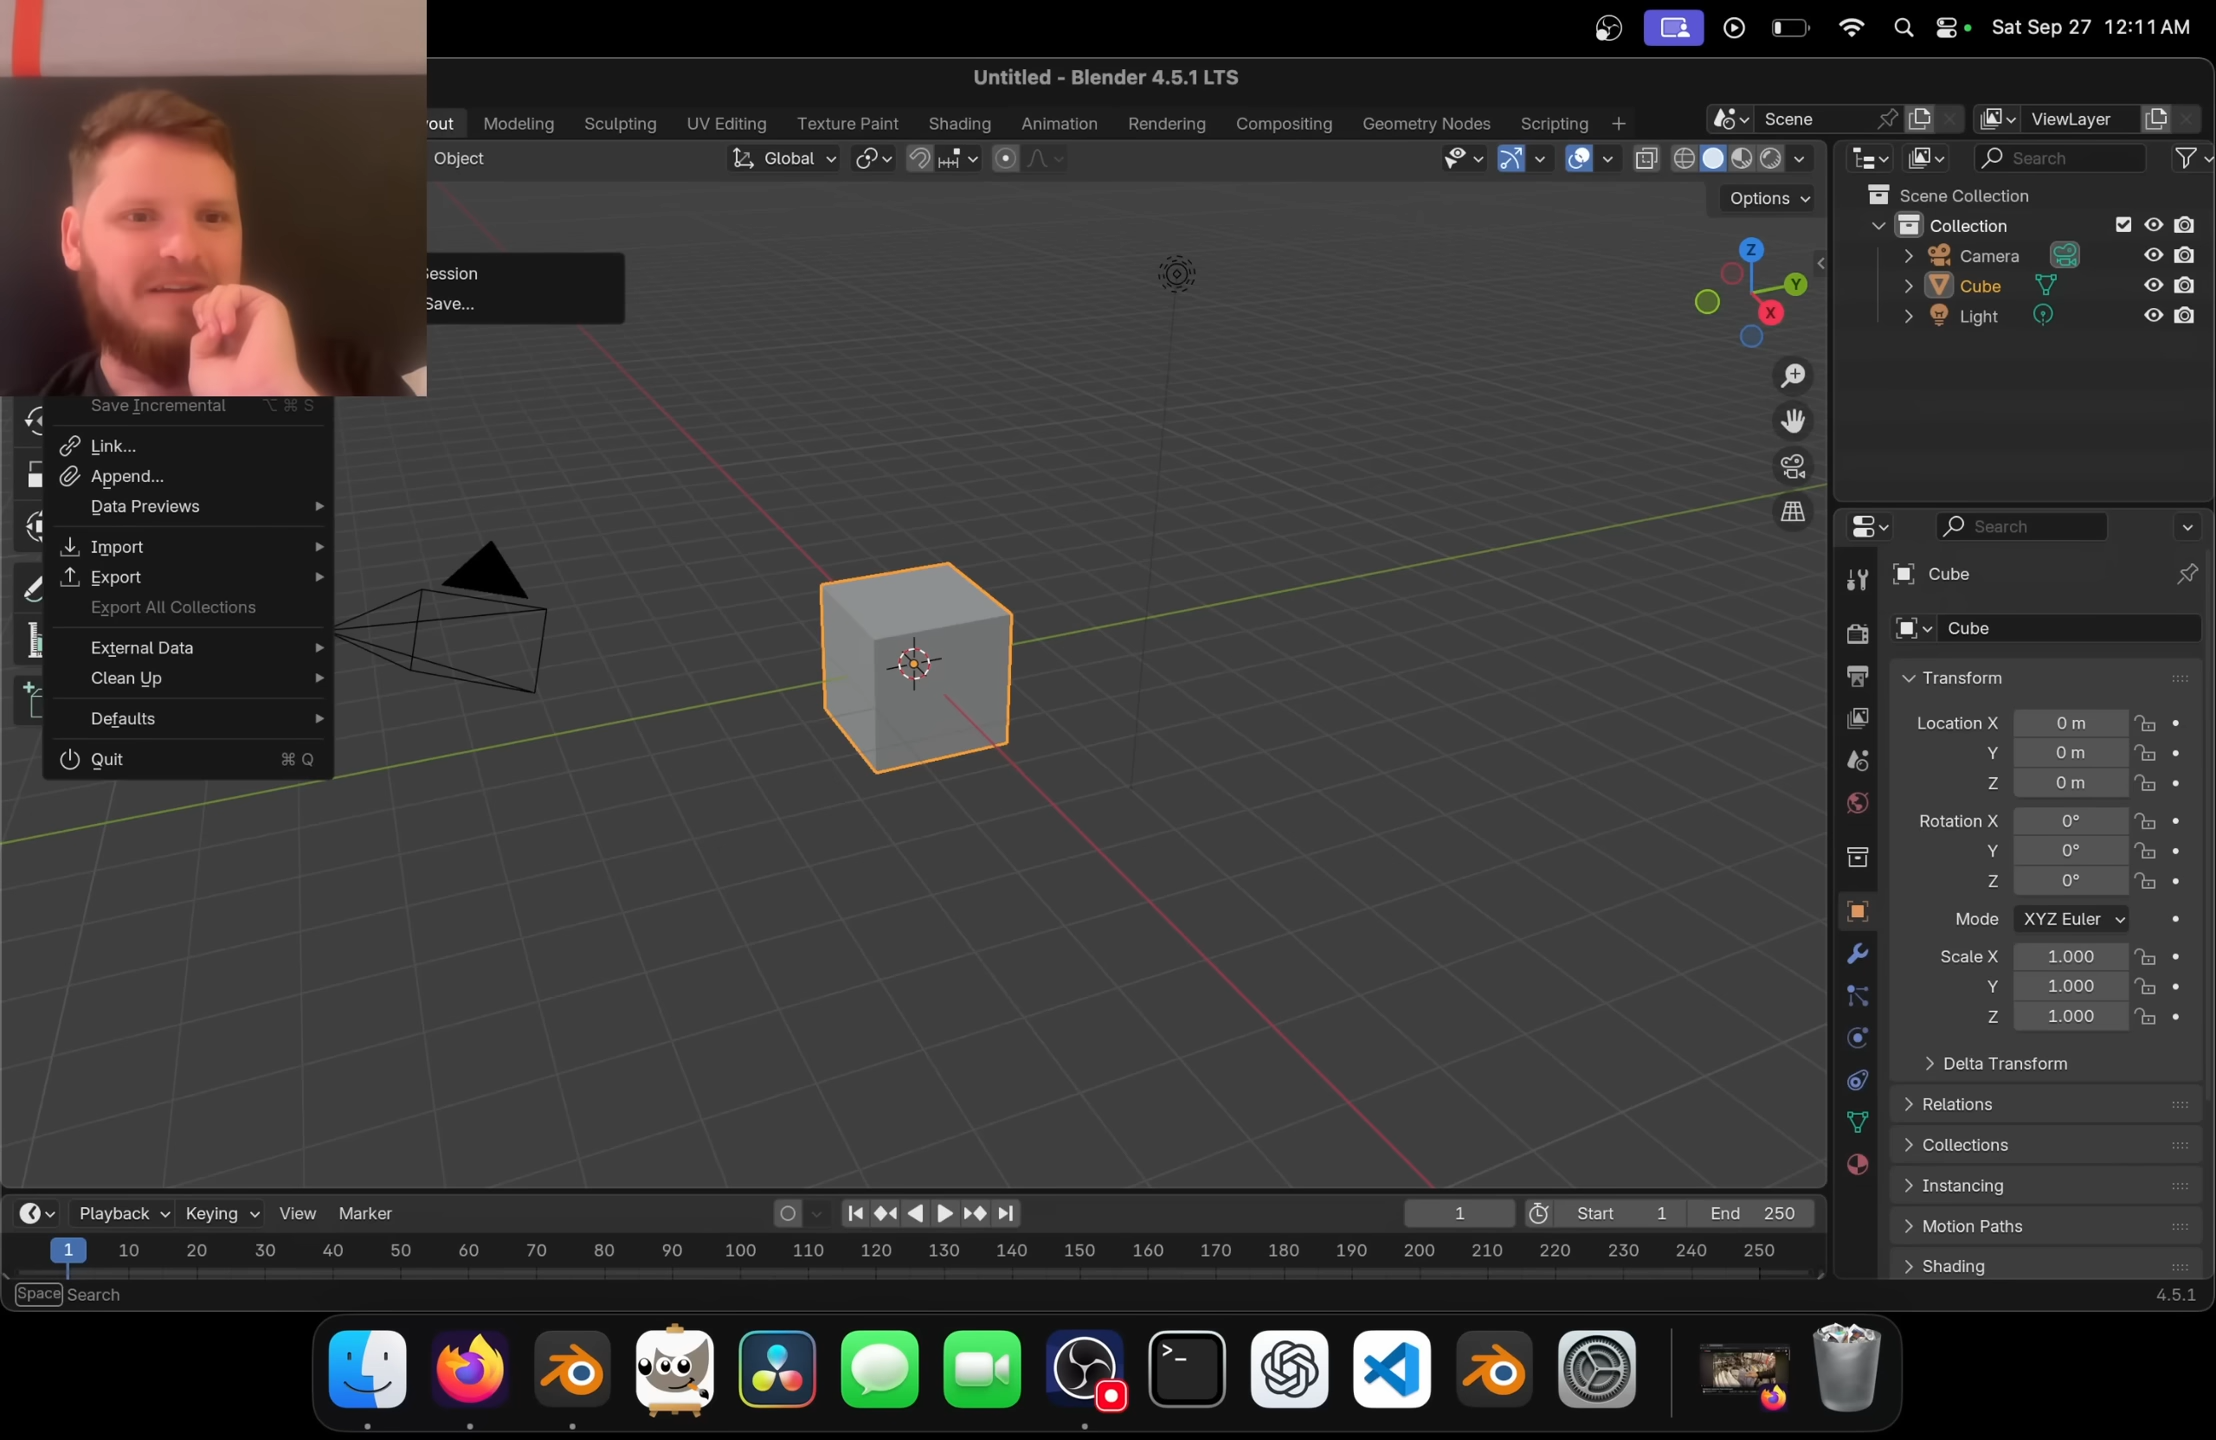 Sat Sep 27 12:11 AM
Untitled - Blender 4.5.1 LTS
Modeling Sculpting UV Editing Texture Paint Shading Animation Rendering Compositing Geometry Nodes Scripting +
Scene
ViewLayer
Object
Global
Search
Options
Scene Collection
Collection
Camera
Cube
Light
Save...
Z
Y
X
Save Incremental ⌥ ⌘ S
Link...
Append...
Data Previews
Import
Export
Export All Collections
External Data
Clean Up
Defaults
Quit ⌘ Q
Search
Cube
Cube
Transform
Location X 0 m
Y 0 m
Z 0 m
Rotation X 0°
Y 0°
Z 0°
Mode XYZ Euler
Scale X 1.000
Y 1.000
Z 1.000
Delta Transform
Relations
Collections
Instancing
Motion Paths
Shading
Playback Keying View Marker
1 Start 1 End 250
1 10 20 30 40 50 60 70 80 90 100 110 120 130 140 150 160 170 180 190 200 210 220 230 240 250
Space Search
4.5.1